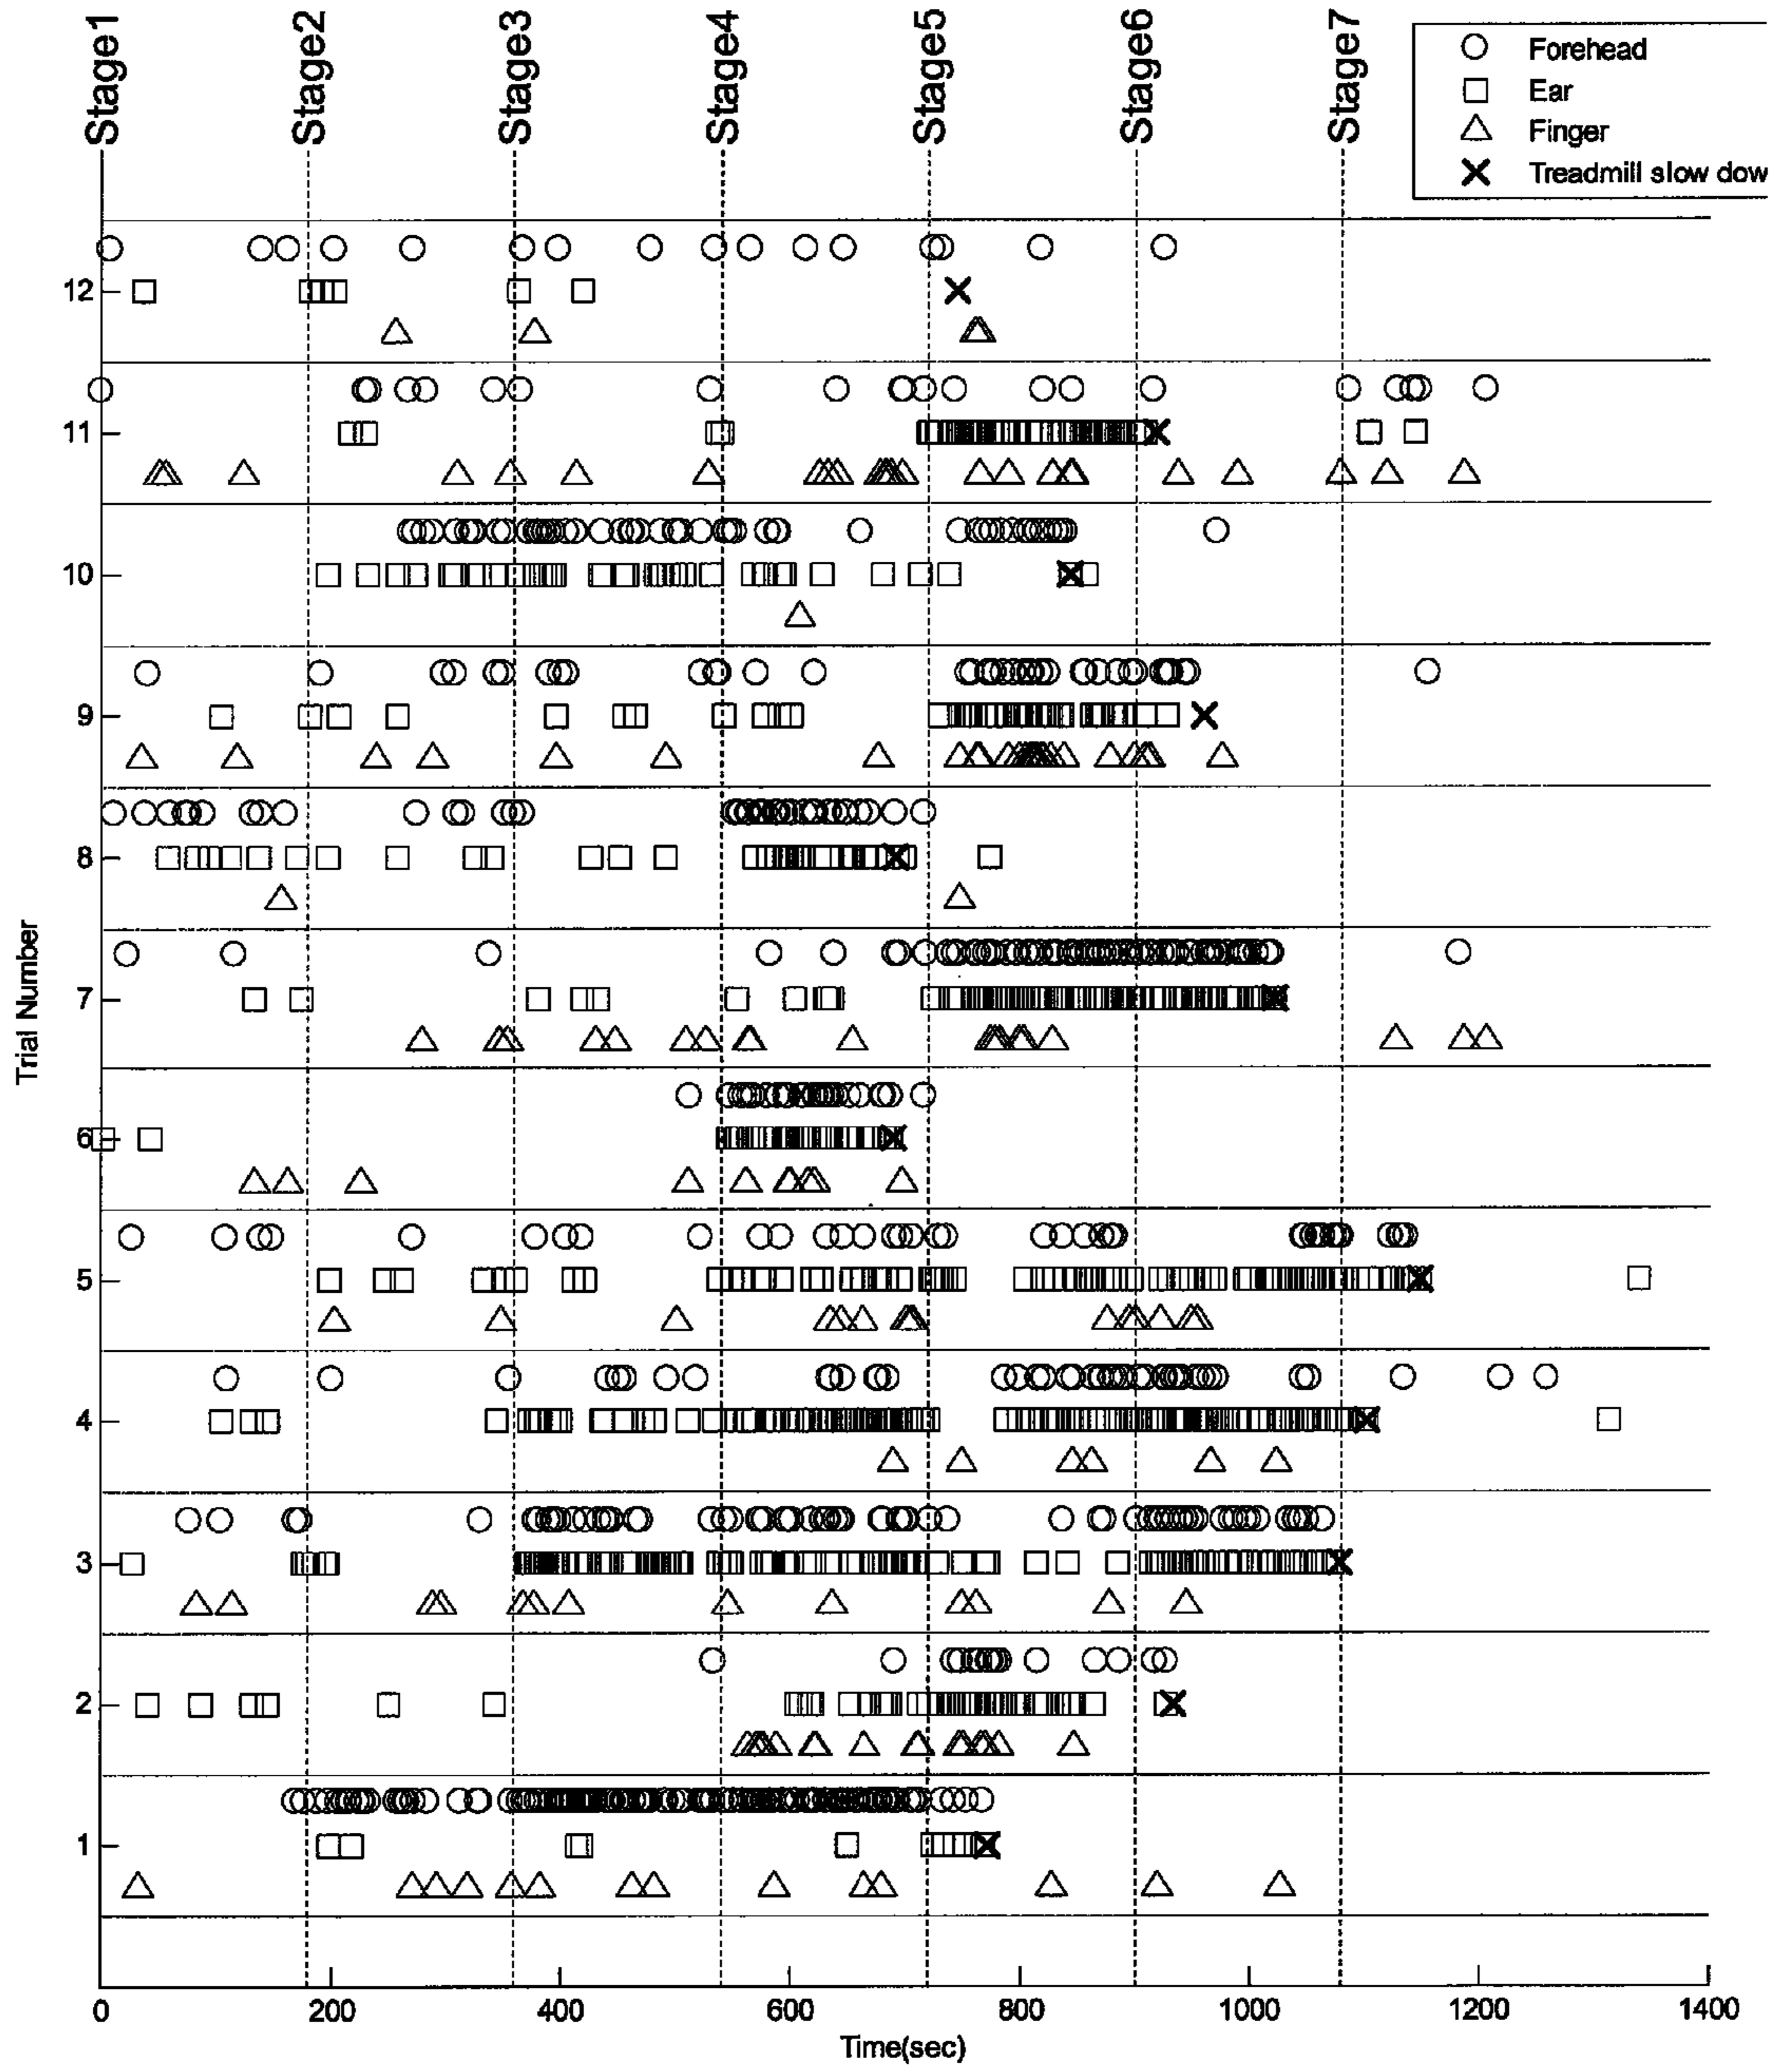 Stage1
Stage2
Stage3
Stage4
Stage5
Stage6
Stage7
Forehead
Ear
Finger
Treadmill slow dow
12
11
10
9
8
7
6
5
4
3
2
1
Trial Number
0 200 400 600 800 1000 1200 1400
Time(sec)